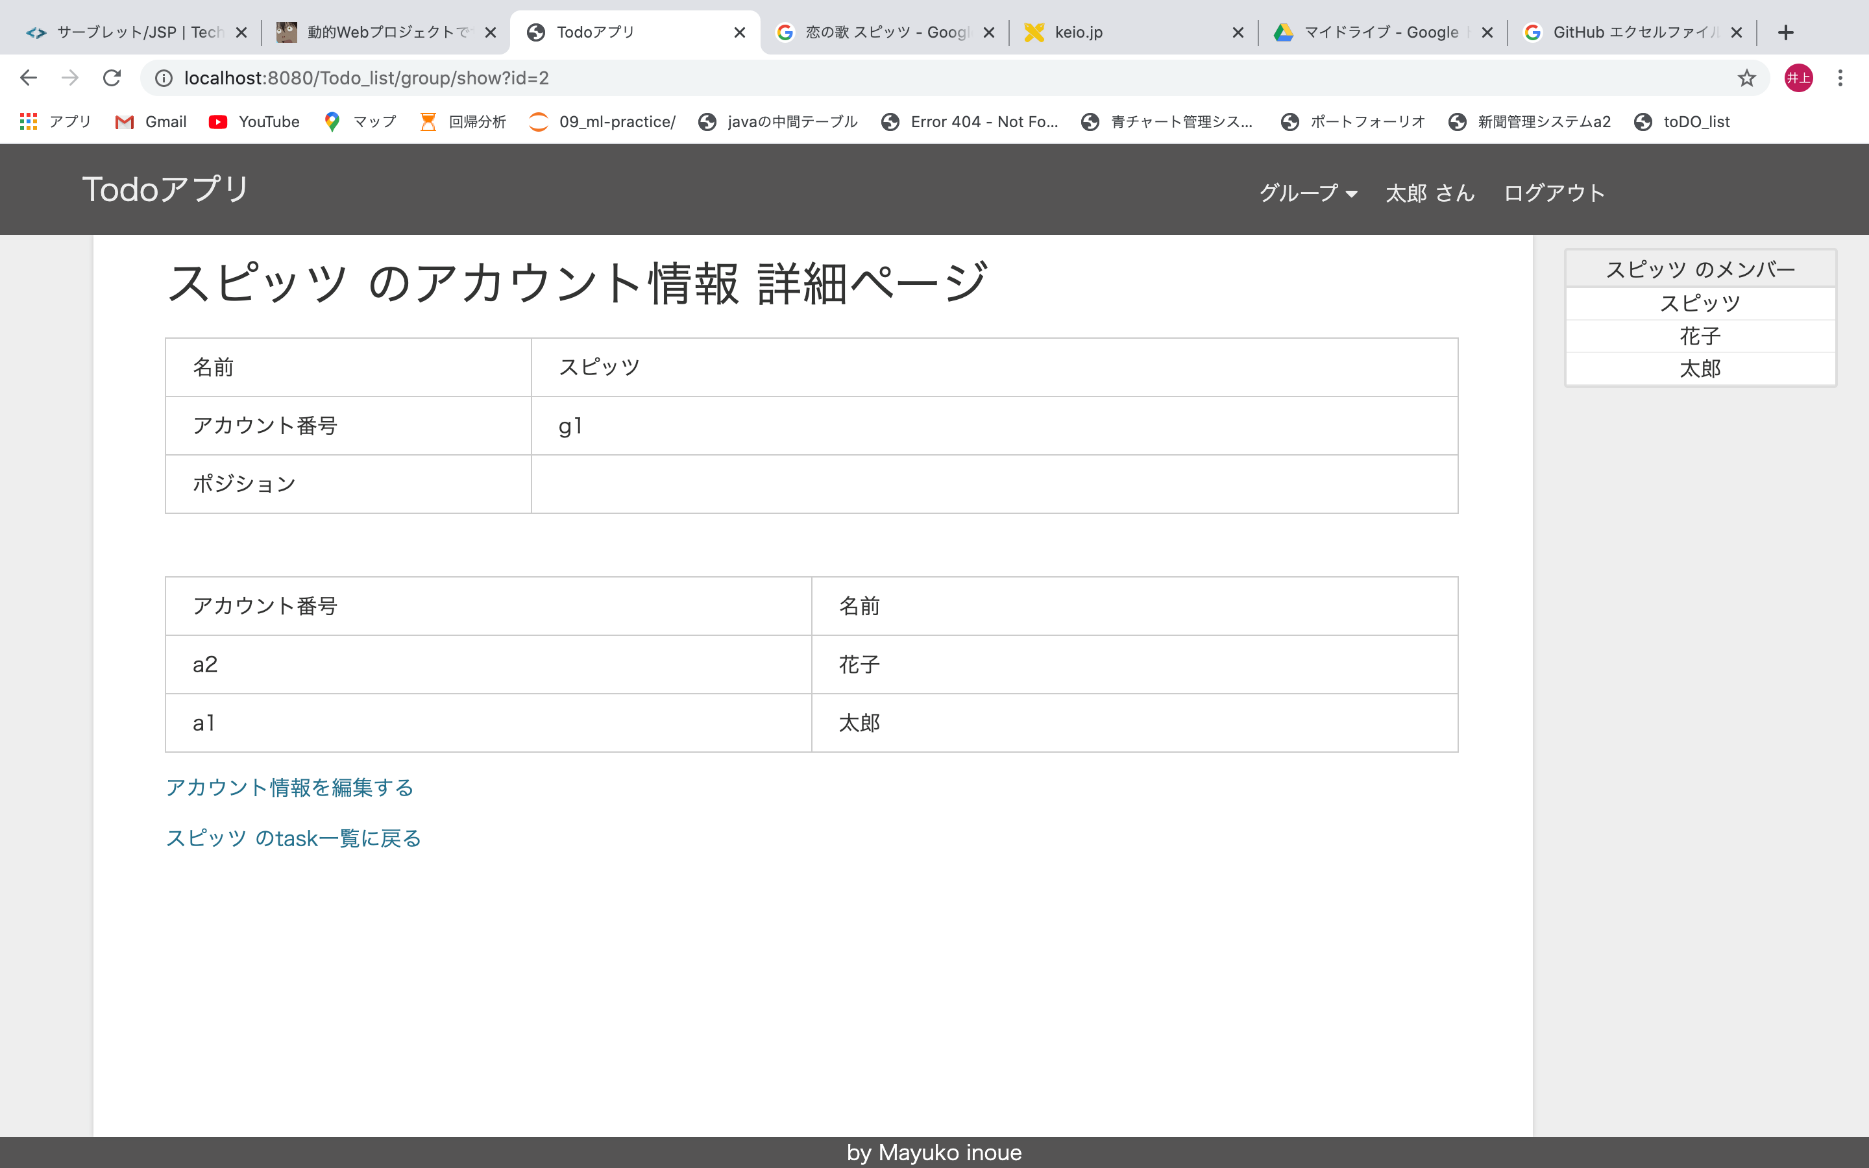 サーブレット/JSP | Tech
動的Webプロジェクトで
Todoアプリ
恋の歌 スピッツ - Googl
keio.jp
マイドライブ - Google
GitHub エクセルファイル
localhost:8080/Todo_list/group/show?id=2
井上
アプリ
Gmail
YouTube
マップ
回帰分析
09_ml-practice/
javaの中間テーブル
Error 404 - Not Fo...
青チャート管理シス...
ポートフォーリオ
新聞管理システムa2
toDO_list
Todoアプリ
グループ
太郎 さん
ログアウト
スピッツ のアカウント情報 詳細ページ
名前 スピッツ
アカウント番号 g1
ポジション
アカウント番号 名前
a2 花子
a1 太郎
アカウント情報を編集する
スピッツ のtask一覧に戻る
スピッツ のメンバー
スピッツ
花子
太郎
by Mayuko inoue